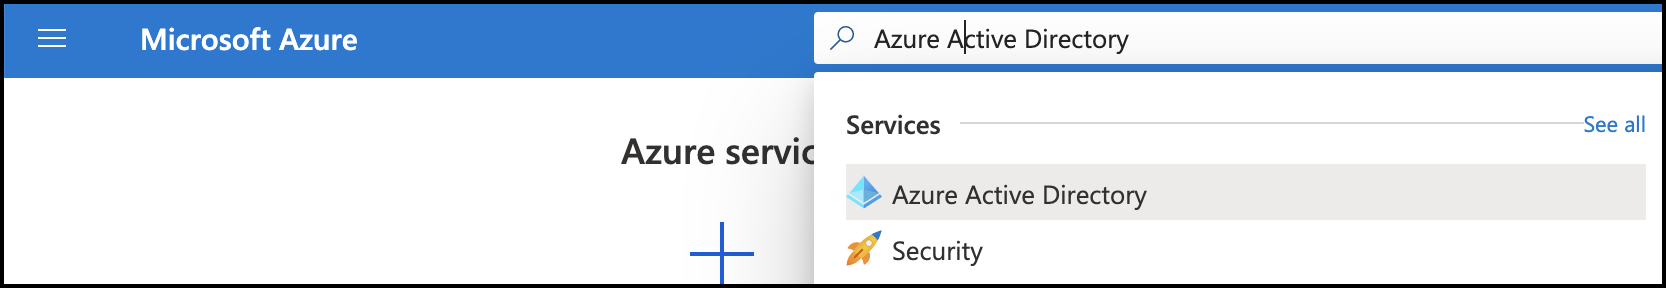 Microsoft Azure
Azure Active Directory
Services
See all
Azure servic
Azure Active Directory
Security